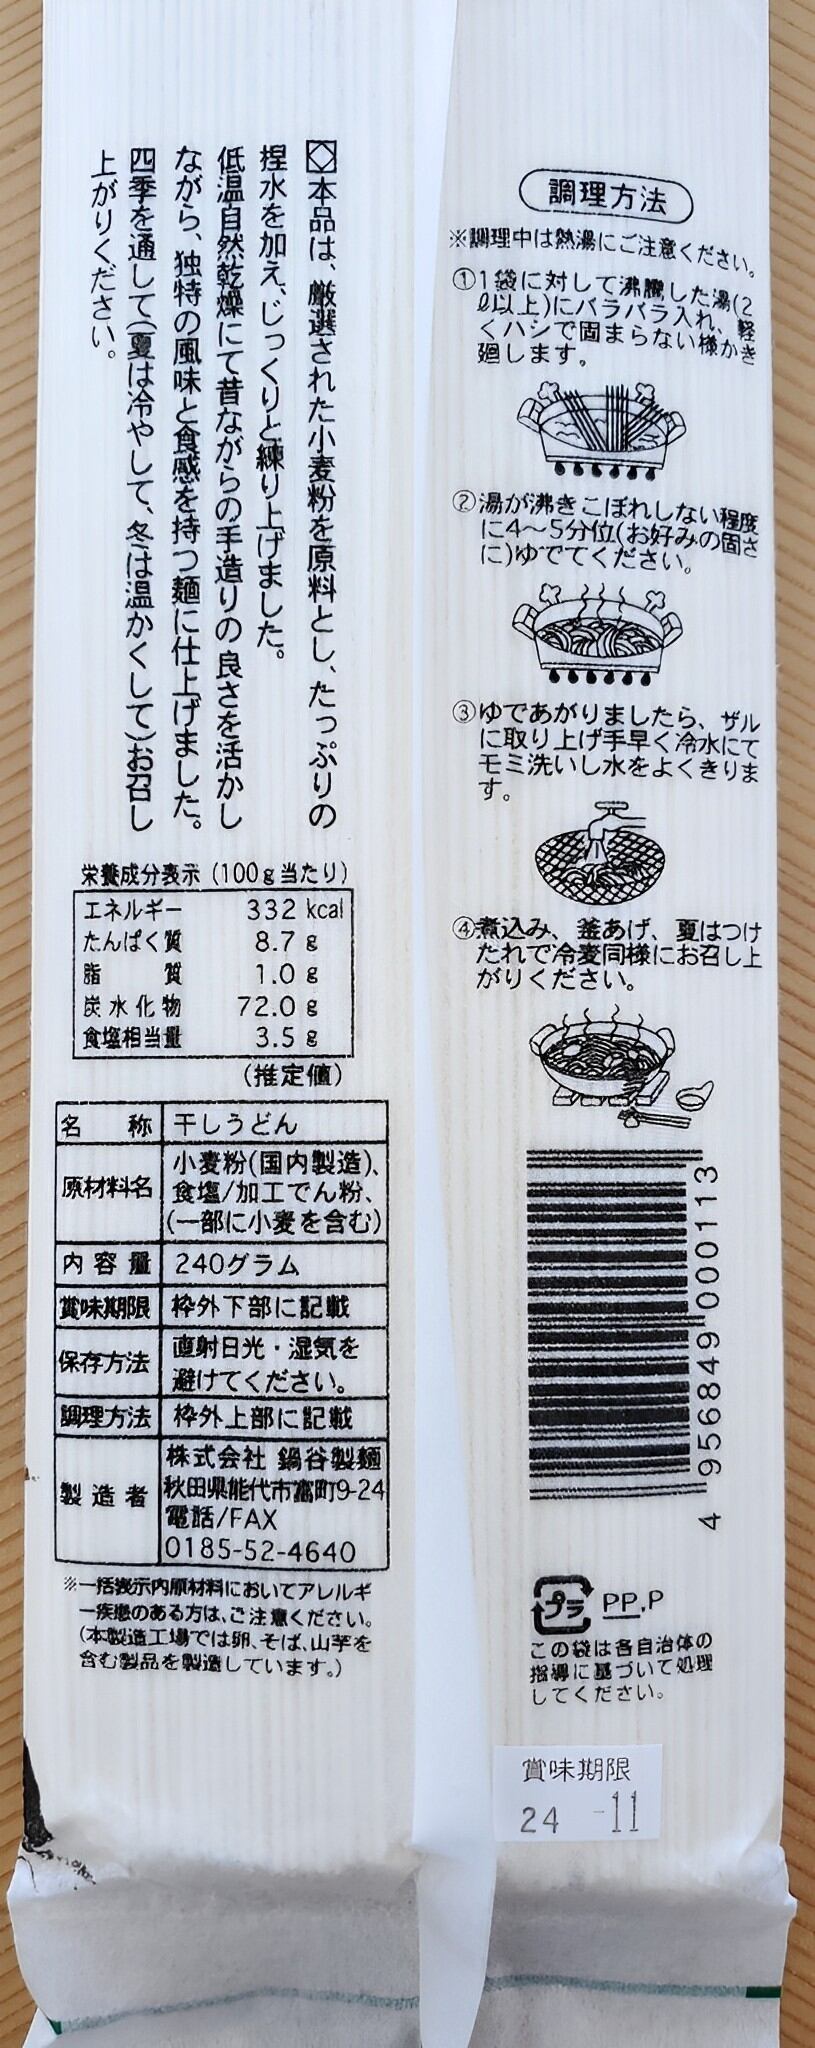 ◇本品は、厳選された小麦粉を原料とし、たっぷりの
捏水を加え、じっくりと練り上げました。
低温自然乾燥にて昔ながらの手造りの良さを活かし
ながら、独特の風味と食感を持つ麺に仕上げました。
四季を通して(夏は冷やして、冬は温かくして)お召し
上がりください。
栄養成分表示(100g当たり)
エネルギー 332 kcal
たんぱく質 8.7 g
脂質 1.0 g
炭水化物 72.0 g
食塩相当量 3.5 g
(推定値)
名称 干しうどん
原材料名 小麦粉(国内製造)、
食塩/加工でん粉、
(一部に小麦を含む)
内容量 240グラム
賞味期限 枠外下部に記載
保存方法 直射日光・湿気を
避けてください。
調理方法 枠外上部に記載
製造者 株式会社 鍋谷製麺
秋田県能代市富町9-24
電話/FAX
0185-52-4640
※一括表示内原材料においてアレルギ
ー疾患のある方は、ご注意ください。
(本製造工場では卵、そば、山芋を
含む製品を製造しています。)
調理方法
※調理中は熱湯にご注意ください。
①1袋に対して沸騰した湯(2
ℓ以上)にバラバラ入れ、軽
くハシで固まらない様かき
廻します。
②湯が沸きこぼれしない程度
に4～5分位(お好みの固さ
に)ゆでてください。
③ゆであがりましたら、ザル
に取り上げ手早く冷水にて
モミ洗いし水をよくきりま
す。
④煮込み、釜あげ、夏はつけ
たれで冷麦同様にお召し上
がりください。
4 956849 000113
プラ PP,P
この袋は各自治体の
指導に基づいて処理
してください。
賞味期限
24 -11